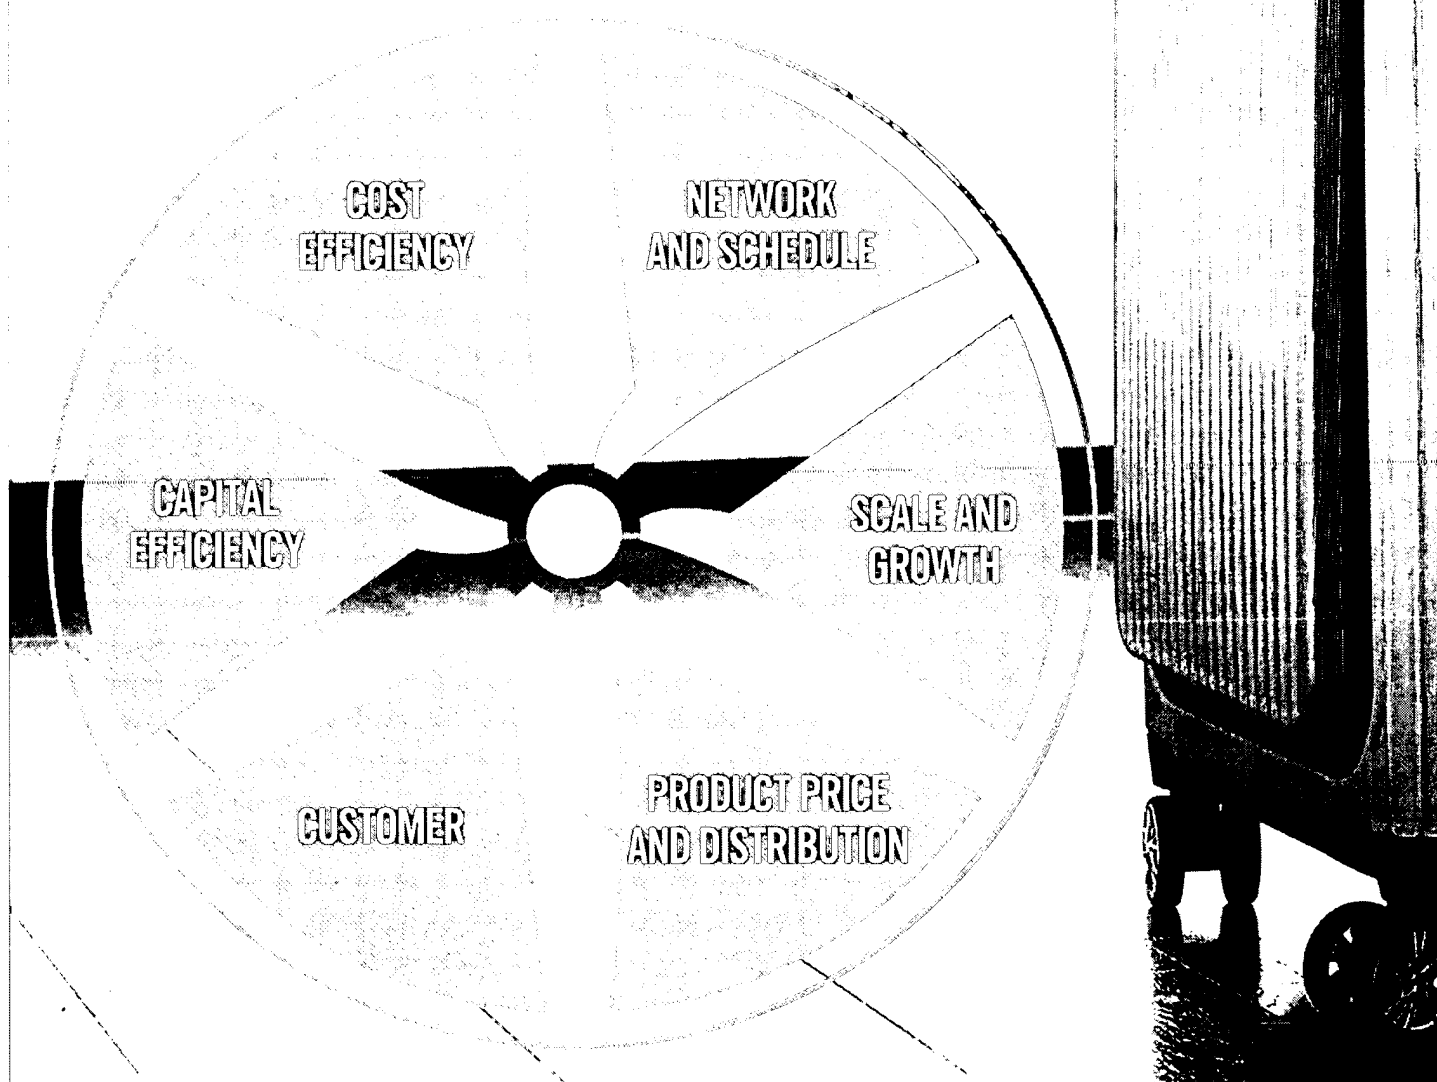 COST
EFFICIENCY
NETWORK
AND SCHEDULE
CAPITAL
EFFICIENCY
SCALE AND
GROWTH
CUSTOMER
PRODUCT PRICE
AND DISTRIBUTION